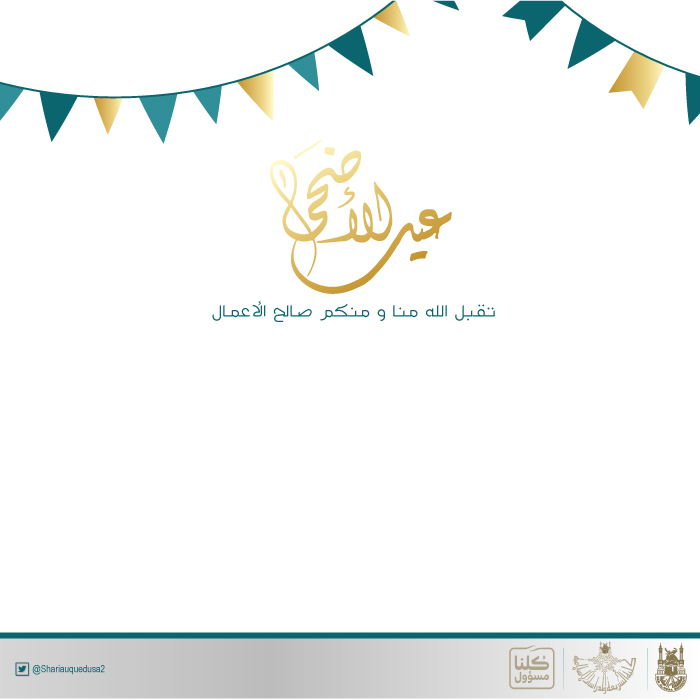 عيد الأضحى
تقبل الله منا و منكم صالح الأعمال
@Shariauquedusa2
كلنا
مسؤول